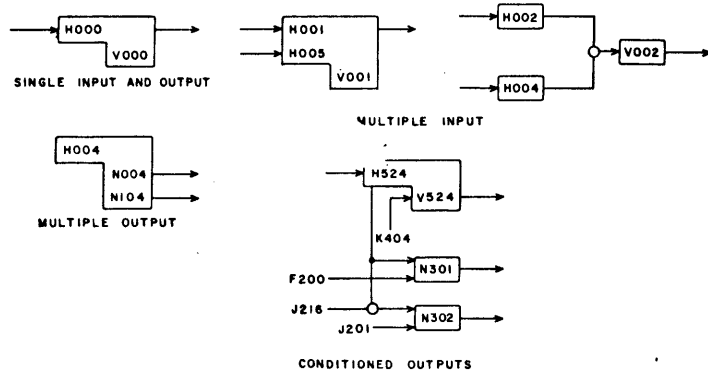 H000
V000
SINGLE INPUT AND OUTPUT
H001
H005
V001
H002
H004
V002
MULTIPLE INPUT
H004
N004
N104
MULTIPLE OUTPUT
H524
V524
K404
F200
N301
J216
J201
N302
CONDITIONED OUTPUTS